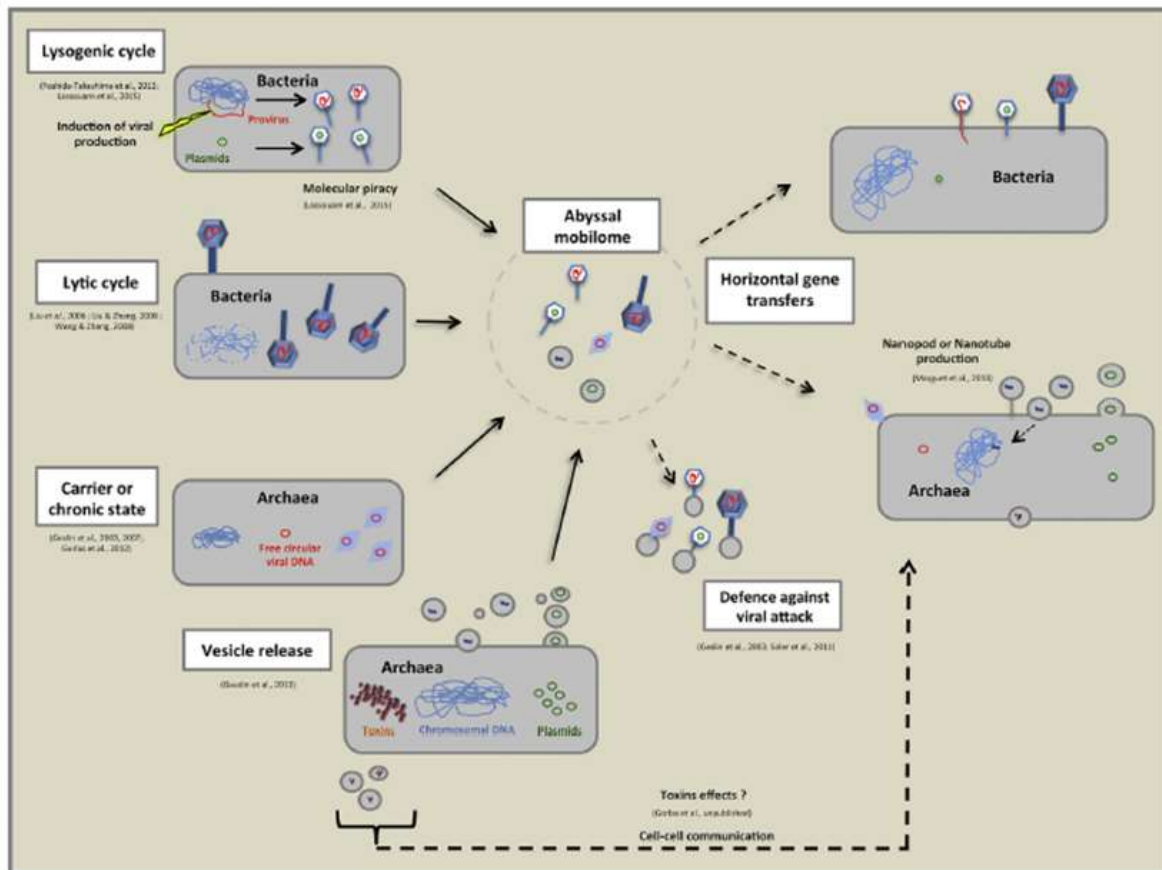 Lysogenic cycle
Bacteria
Induction of viral
production
Provirus
Plasmids
Molecular piracy
Lytic cycle
Bacteria
Carrier or
chronic state
Archaea
Free circular
viral DNA
Vesicle release
Archaea
Toxins
Chromosomal DNA
Plasmids
Abyssal
mobilome
Horizontal gene
transfers
Bacteria
Nanopod or Nanotube
production
Archaea
Defence against
viral attack
Toxins effects ?
Cell-cell communication